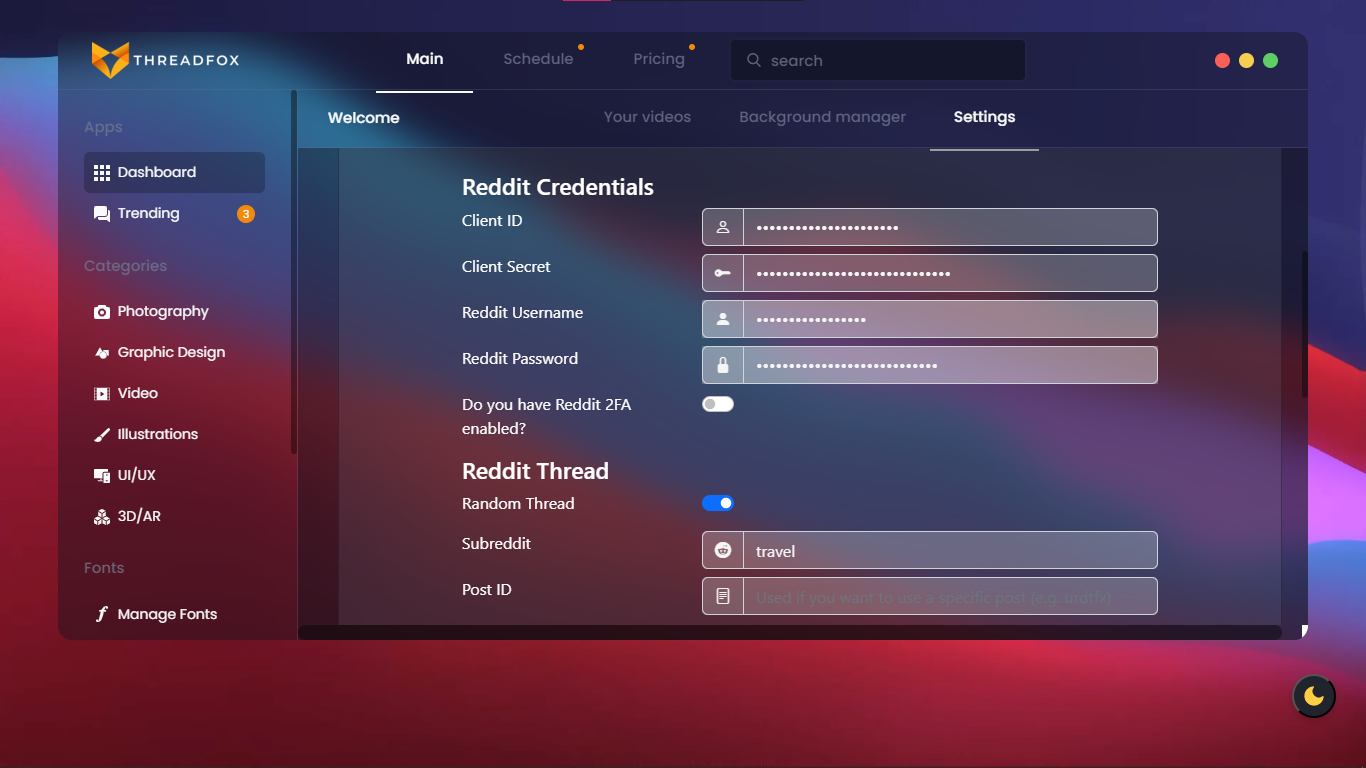 THREADFOX
Main
Schedule
Pricing
search
Apps
Dashboard
Trending
3
Categories
Photography
Graphic Design
Video
Illustrations
UI/UX
3D/AR
Fonts
Manage Fonts
Welcome
Your videos
Background manager
Settings
Reddit Credentials
Client ID
Client Secret
Reddit Username
Reddit Password
Do you have Reddit 2FA
enabled?
Reddit Thread
Random Thread
Subreddit
travel
Post ID
Used if you want to use a specific post (e.g. urdtfx)